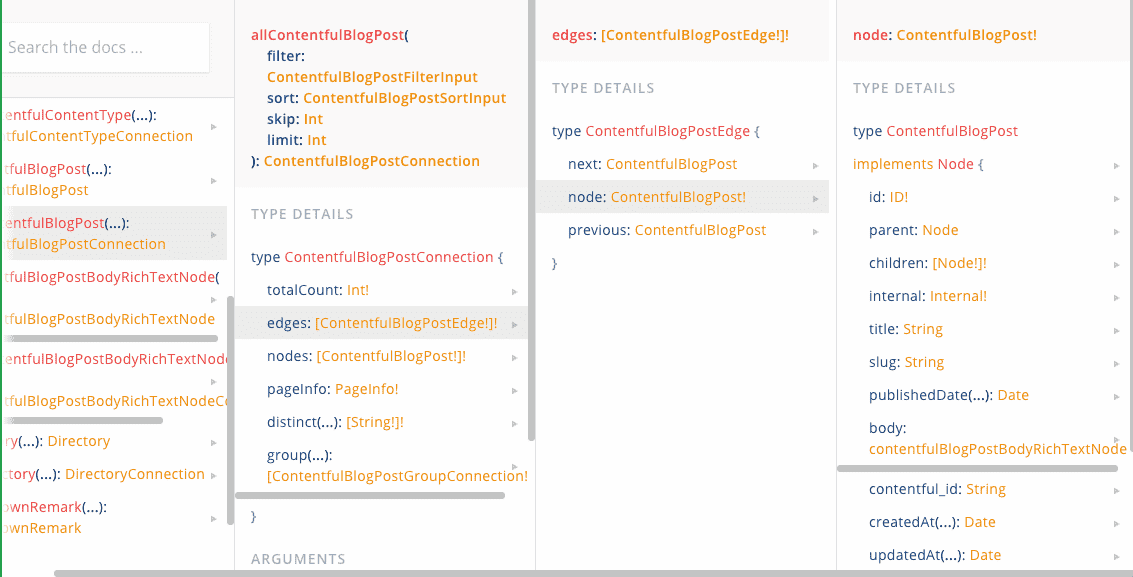 Search the docs ...
entfulContentType(...):
tfulContentTypeConnection
tfulBlogPost(...):
tfulBlogPost
entfulBlogPost(...):
tfulBlogPostConnection
tfulBlogPostBodyRichTextNode(
tfulBlogPostBodyRichTextNode
entfulBlogPostBodyRichTextNode
tfulBlogPostBodyRichTextNodeCo
ry(...): Directory
tory(...): DirectoryConnection
ownRemark(...):
ownRemark
allContentfulBlogPost(
filter:
ContentfulBlogPostFilterInput
sort: ContentfulBlogPostSortInput
skip: Int
limit: Int
): ContentfulBlogPostConnection
TYPE DETAILS
type ContentfulBlogPostConnection {
totalCount: Int!
edges: [ContentfulBlogPostEdge!]!
nodes: [ContentfulBlogPost!]!
pageInfo: PageInfo!
distinct(...): [String!]!
group(...):
[ContentfulBlogPostGroupConnection!
}
ARGUMENTS
edges: [ContentfulBlogPostEdge!]!
TYPE DETAILS
type ContentfulBlogPostEdge {
next: ContentfulBlogPost
node: ContentfulBlogPost!
previous: ContentfulBlogPost
}
node: ContentfulBlogPost!
TYPE DETAILS
type ContentfulBlogPost
implements Node {
id: ID!
parent: Node
children: [Node!]!
internal: Internal!
title: String
slug: String
publishedDate(...): Date
body:
contentfulBlogPostBodyRichTextNode
contentful_id: String
createdAt(...): Date
updatedAt(...): Date